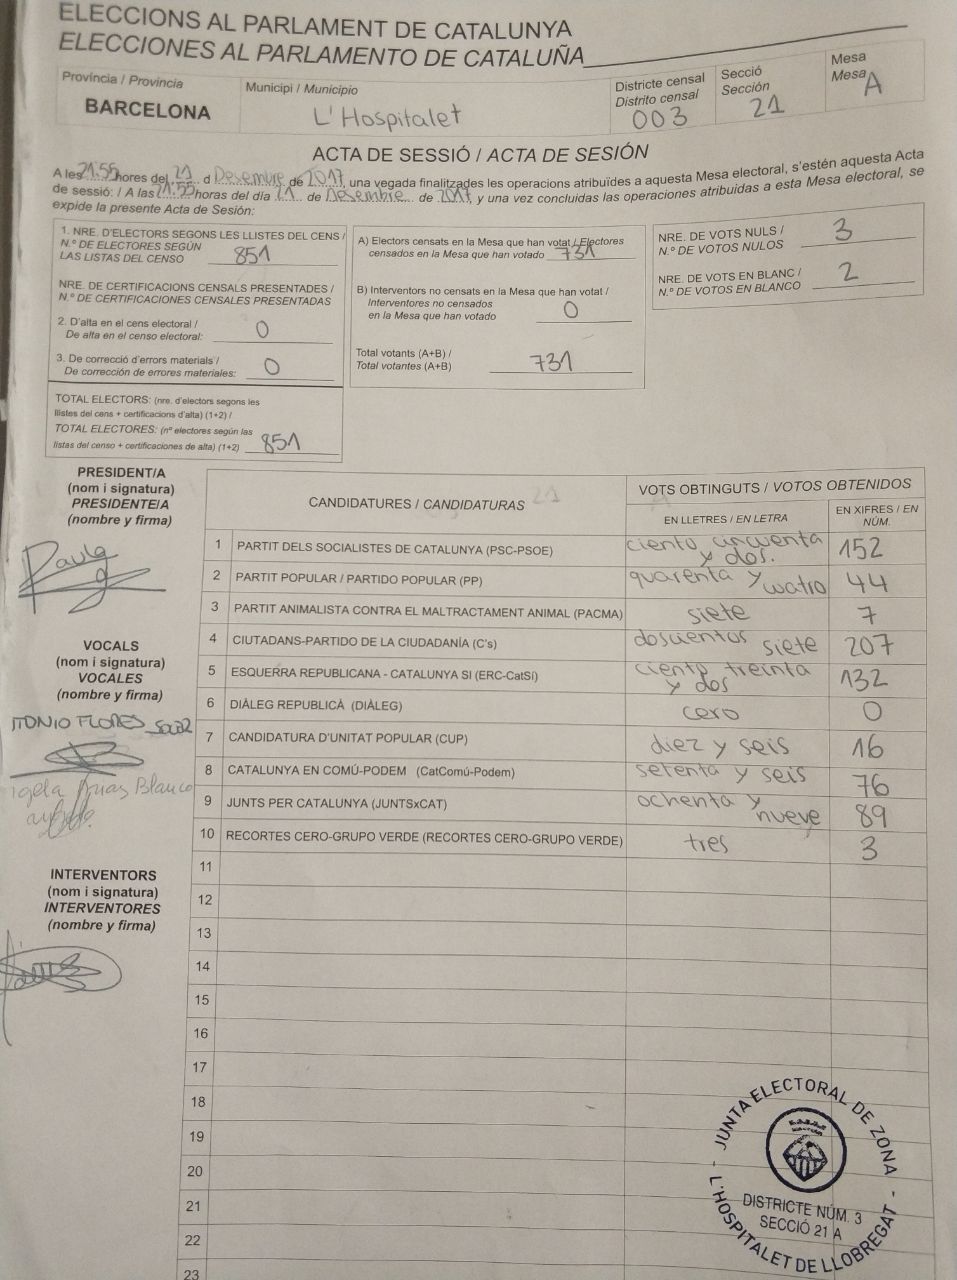 ELECCIONS AL PARLAMENT DE CATALUNYA
ELECCIONES AL PARLAMENTO DE CATALUÑA
Província / Provincia
BARCELONA
Municipi / Municipio
L'Hospitalet
Districte censal
Distrito censal
003
Secció
Sección
21
Mesa
Mesa
A
ACTA DE SESSIÓ / ACTA DE SESIÓN
A les 21:55 hores del 21 d Desembre de 2017, una vegada finalitzades les operacions atribuïdes a aquesta Mesa electoral, s'estén aquesta Acta
de sessió: / A las 21:55 horas del día 21 de Desembre de 2017, y una vez concluidas las operaciones atribuidas a esta Mesa electoral, se
expide la presente Acta de Sesión:
1. NRE. D'ELECTORS SEGONS LES LLISTES DEL CENS /
N.º DE ELECTORES SEGÚN
LAS LISTAS DEL CENSO 851
NRE. DE CERTIFICACIONS CENSALS PRESENTADES /
N.º DE CERTIFICACIONES CENSALES PRESENTADAS
2. D'alta en el cens electoral /
De alta en el censo electoral: 0
3. De correcció d'errors materials /
De corrección de errores materiales: 0
TOTAL ELECTORS: (nre. d'electors segons les
llistes del cens + certificacions d'alta) (1+2) /
TOTAL ELECTORES: (nº electores según las
listas del censo + certificaciones de alta) (1+2) 851
A) Electors censats en la Mesa que han votat / Electores
censados en la Mesa que han votado 731
B) Interventors no censats en la Mesa que han votat /
Interventores no censados
en la Mesa que han votado 0
Total votants (A+B) /
Total votantes (A+B) 731
NRE. DE VOTS NULS /
N.º DE VOTOS NULOS 3
NRE. DE VOTS EN BLANC /
N.º DE VOTOS EN BLANCO 2
PRESIDENT/A
(nom i signatura)
PRESIDENTE/A
(nombre y firma)
Paula
VOCALS
(nom i signatura)
VOCALES
(nombre y firma)
FLORES
Arias Blanco
INTERVENTORS
(nom i signatura)
INTERVENTORES
(nombre y firma)
CANDIDATURES / CANDIDATURAS
VOTS OBTINGUTS / VOTOS OBTENIDOS
EN LLETRES / EN LETRA
EN XIFRES / EN
NÚM.
1 PARTIT DELS SOCIALISTES DE CATALUNYA (PSC-PSOE) ciento cincuenta y dos. 152
2 PARTIT POPULAR / PARTIDO POPULAR (PP) quarenta y cuatro 44
3 PARTIT ANIMALISTA CONTRA EL MALTRACTAMENT ANIMAL (PACMA) siete 7
4 CIUTADANS-PARTIDO DE LA CIUDADANÍA (C's) doscientos siete 207
5 ESQUERRA REPUBLICANA - CATALUNYA SI (ERC-CatSí) ciento treinta y dos 132
6 DIÀLEG REPUBLICÀ (DIÀLEG) cero 0
7 CANDIDATURA D'UNITAT POPULAR (CUP) diez y seis 16
8 CATALUNYA EN COMÚ-PODEM (CatComú-Podem) setenta y seis 76
9 JUNTS PER CATALUNYA (JUNTSxCAT) ochenta y nueve 89
10 RECORTES CERO-GRUPO VERDE (RECORTES CERO-GRUPO VERDE) tres 3
11
12
13
14
15
16
17
18
19
20
21
22
23
JUNTA ELECTORAL DE ZONA
DISTRICTE NÚM. 3
SECCIÓ 21 A
L'HOSPITALET DE LLOBREGAT